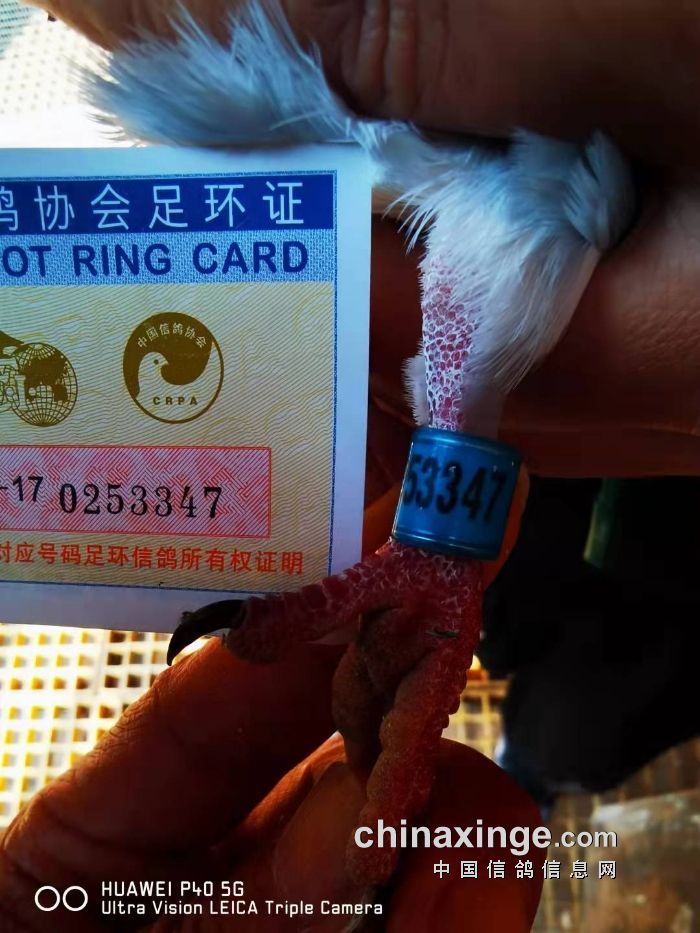 鸽协会足环证
OT RING CARD
中国信鸽协会
CRPA
-17 0253347
对应号码足环信鸽所有权证明
53347
chinaxinge.com
中国信鸽信息网
HUAWEI P40 5G
Ultra Vision LEICA Triple Camera